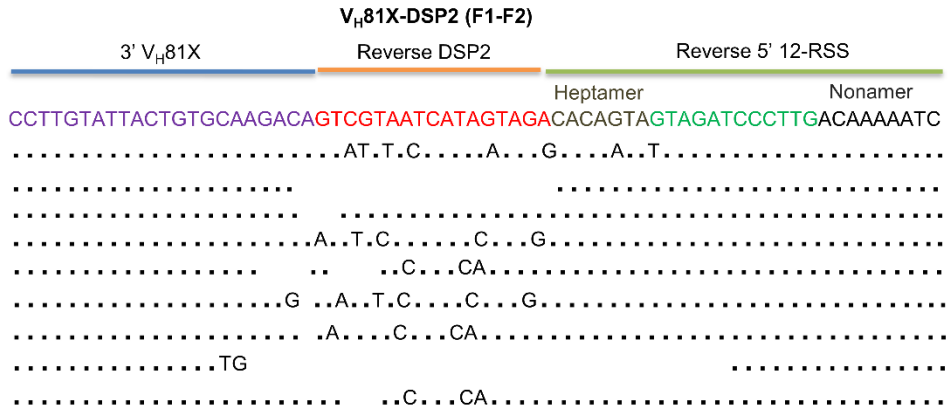 VH81X-DSP2 (F1-F2)
3’ VH81X Reverse DSP2 Reverse 5’ 12-RSS
Heptamer Nonamer
CCTTGTATTACTGTGCAAGACAGTCGTAATCATAGTAGACACAGTAGTAGATCCCTTGACAAAAATC
. . . . . . . . . . . . . . . . . . . . . . . . AT . T . C . . . . . A . . . G . . . . A . . T . . . . . . . . . . . . . . . . . . . . .
. . . . . . . . . . . . . . . . . . . . . . . . . . . . . . . . . . . . . . . . . . . . . . . .
. . . . . . . . . . . . . . . . . . . . . . . . . . . . . . . . . . . . . . . . . . . . . . . . . . . . . . . . . . . . . . . .
. . . . . . . . . . . . . . . . . . . . . . A . . T . C . . . . . . C . . . G . . . . . . . . . . . . . . . . . . . . . . . . . . . .
. . . . . . . . . . . . . . . . . . . . . . C . . . CA . . . . . . . . . . . . . . . . . . . . . . . . . . . . . . . .
. . . . . . . . . . . . . . . . . . . . G . . A . . T . C . . . . C . . . G . . . . . . . . . . . . . . . . . . . . . . . . . . . .
. . . . . . . . . . . . . . . . . . . . . . . A . . . . C . . . CA . . . . . . . . . . . . . . . . . . . . . . . . . . . . . . . . .
. . . . . . . . . . . . . . . TG . . . . . . . . . . . . . . . .
. . . . . . . . . . . . . . . . . . . . . . . . . . C . . . CA . . . . . . . . . . . . . . . . . . . . . . . . . . . . . . . .